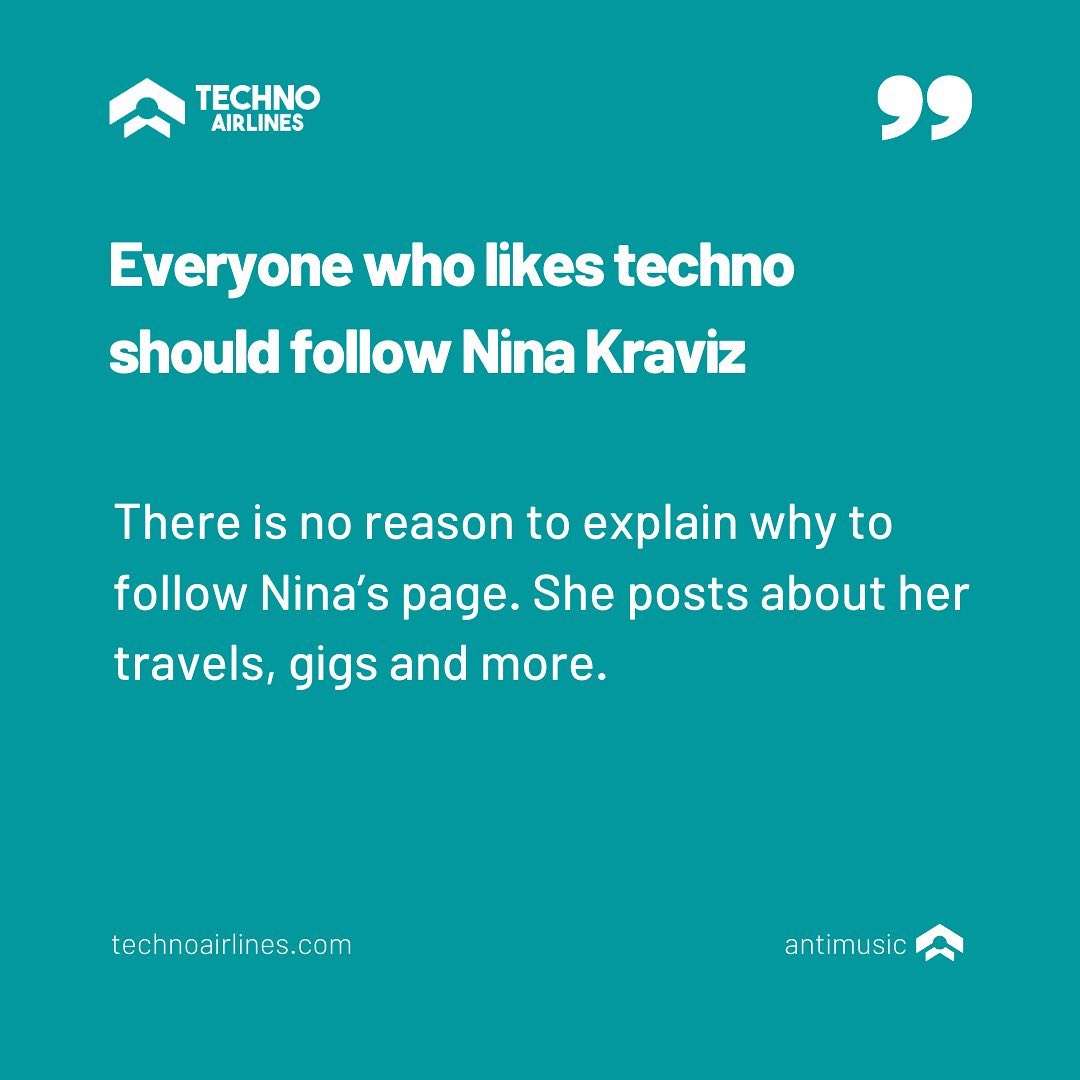 TECHNO
AIRLINES
”
Everyone who likes techno
should follow Nina Kraviz
There is no reason to explain why to
follow Nina’s page. She posts about her
travels, gigs and more.
technoairlines.com
antimusic